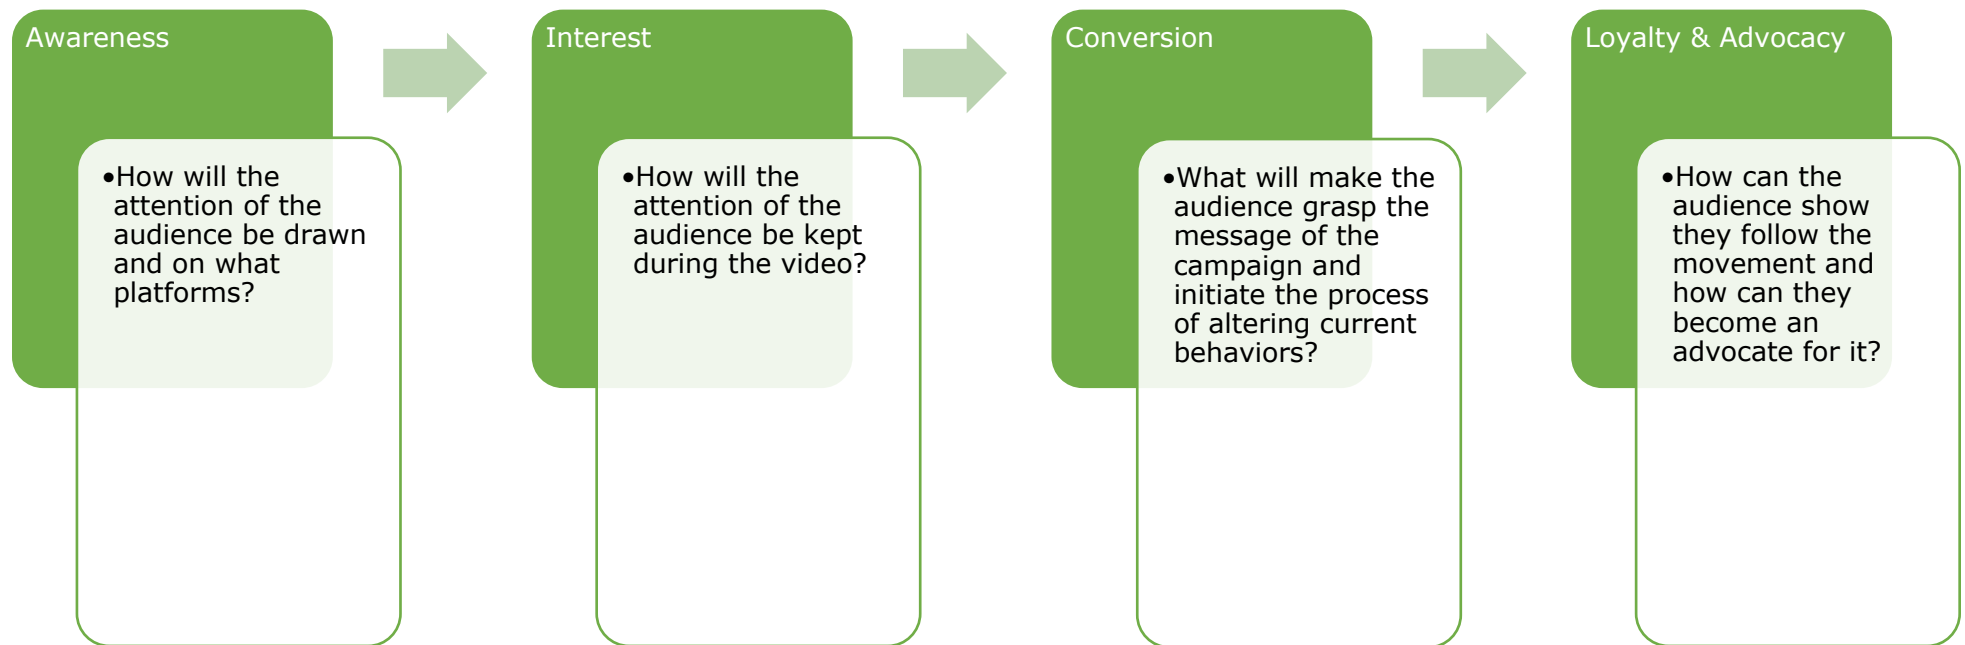 Awareness
•How will the
attention of the
audience be drawn
and on what
platforms?
Interest
•How will the
attention of the
audience be kept
during the video?
Conversion
•What will make the
audience grasp the
message of the
campaign and
initiate the process
of altering current
behaviors?
Loyalty & Advocacy
•How can the
audience show
they follow the
movement and
how can they
become an
advocate for it?